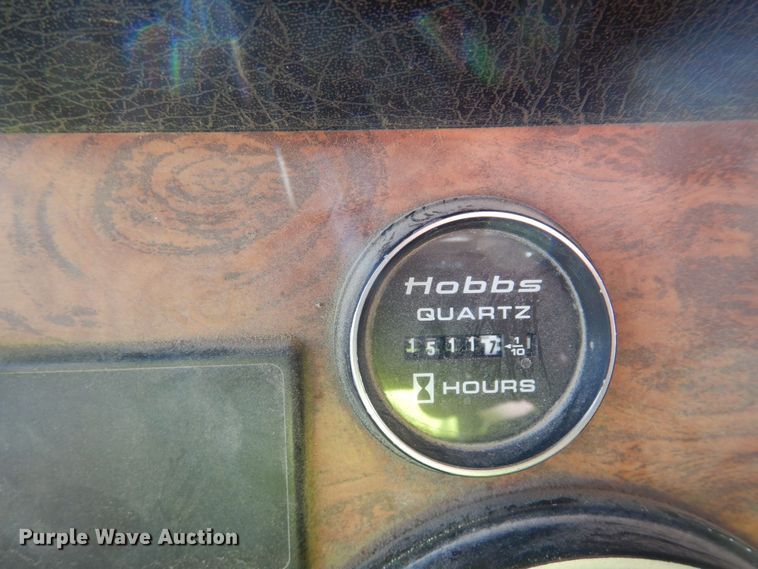 Hobbs
QUARTZ
15117 1/10
HOURS
Purple Wave Auction